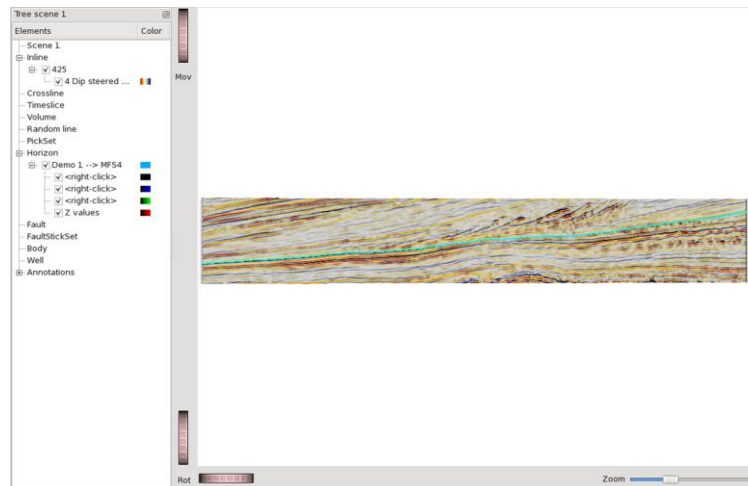 Tree scene 1
Elements Color
Scene 1
Inline
425
4 Dip steered ...
Crossline
Timeslice
Volume
Random line
PickSet
Horizon
Demo 1 --> MFS4
<right-click>
<right-click>
<right-click>
Z values
Fault
FaultStickSet
Body
Well
Annotations
Mov
Rot
Zoom